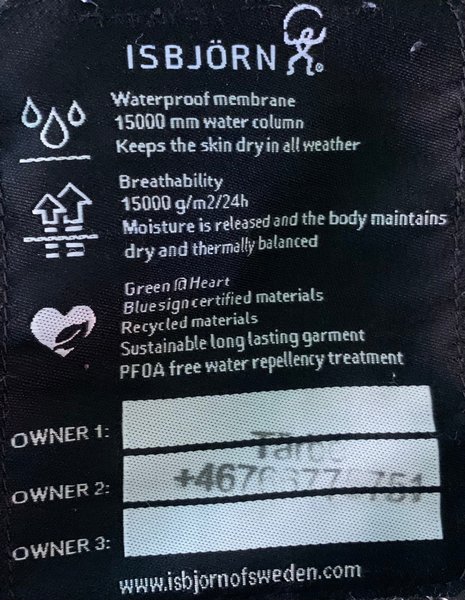 ISBJÖRN
Waterproof membrane
15000 mm water column
Keeps the skin dry in all weather
Breathability
15000 g/m2/24h
Moisture is released and the body maintains
dry and thermally balanced
Green @ Heart
Bluesign certified materials
Recycled materials
Sustainable long lasting garment
PFOA free water repellency treatment
OWNER 1:
OWNER 2:
OWNER 3:
www.isbjornofsweden.com